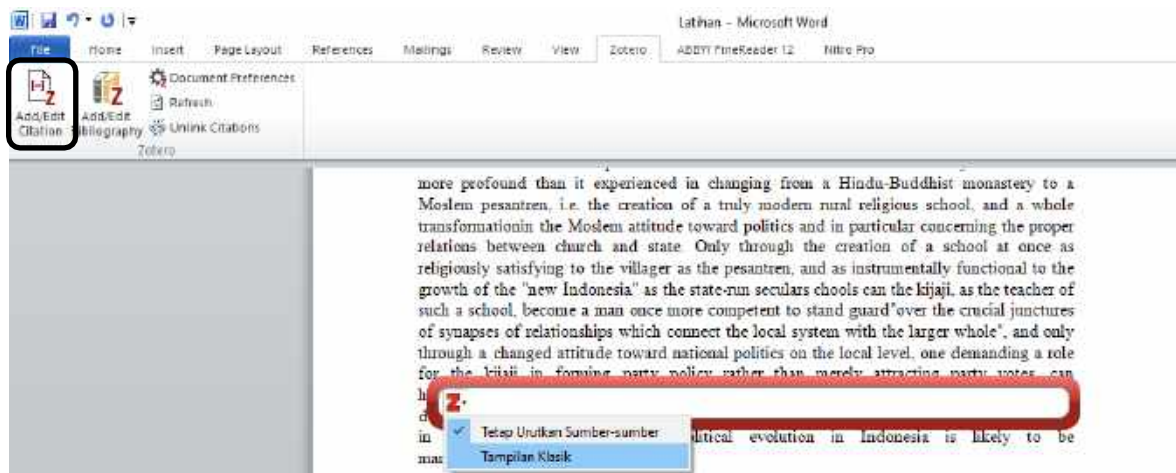 Latihan - Microsoft Word
File Home Insert Page Layout References Mailings Review View Zotero ABBYY FineReader 12 Nitro Pro
Add/Edit Citation
Add/Edit Bibliography
Document Preferences
Refresh
Unlink Citations
Zotero
more profound than it experienced in changing from a Hindu-Buddhist monastery to a
Moslem pesantren, i.e. the creation of a truly modern rural religious school, and a whole
transformationin the Moslem attitude toward politics and in particular concerning the proper
relations between church and state. Only through the creation of a school at once as
religiously satisfying to the villager as the pesantren, and as instrumentally functional to the
growth of the "new Indonesia" as the state-run seculars chools can the kijaji, as the teacher of
such a school, become a man once more competent to stand guard"over the crucial junctures
of synapses of relationships which connect the local system with the larger whole", and only
through a changed attitude toward national politics on the local level, one demanding a role
for the kijaji in forming party policy rather than merely attracting party votes, can
Z
Tetap Urutkan Sumber-sumber
in litical evolution in Indonesia is likely to be
Tampilan Klasik